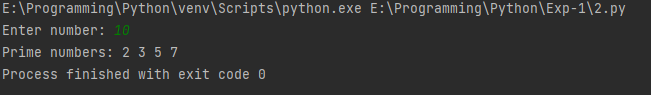 E:\Programming\Python\venv\Scripts\python.exe E:\Programming\Python\Exp-1\2.py
Enter number: 10
Prime numbers: 2 3 5 7
Process finished with exit code 0